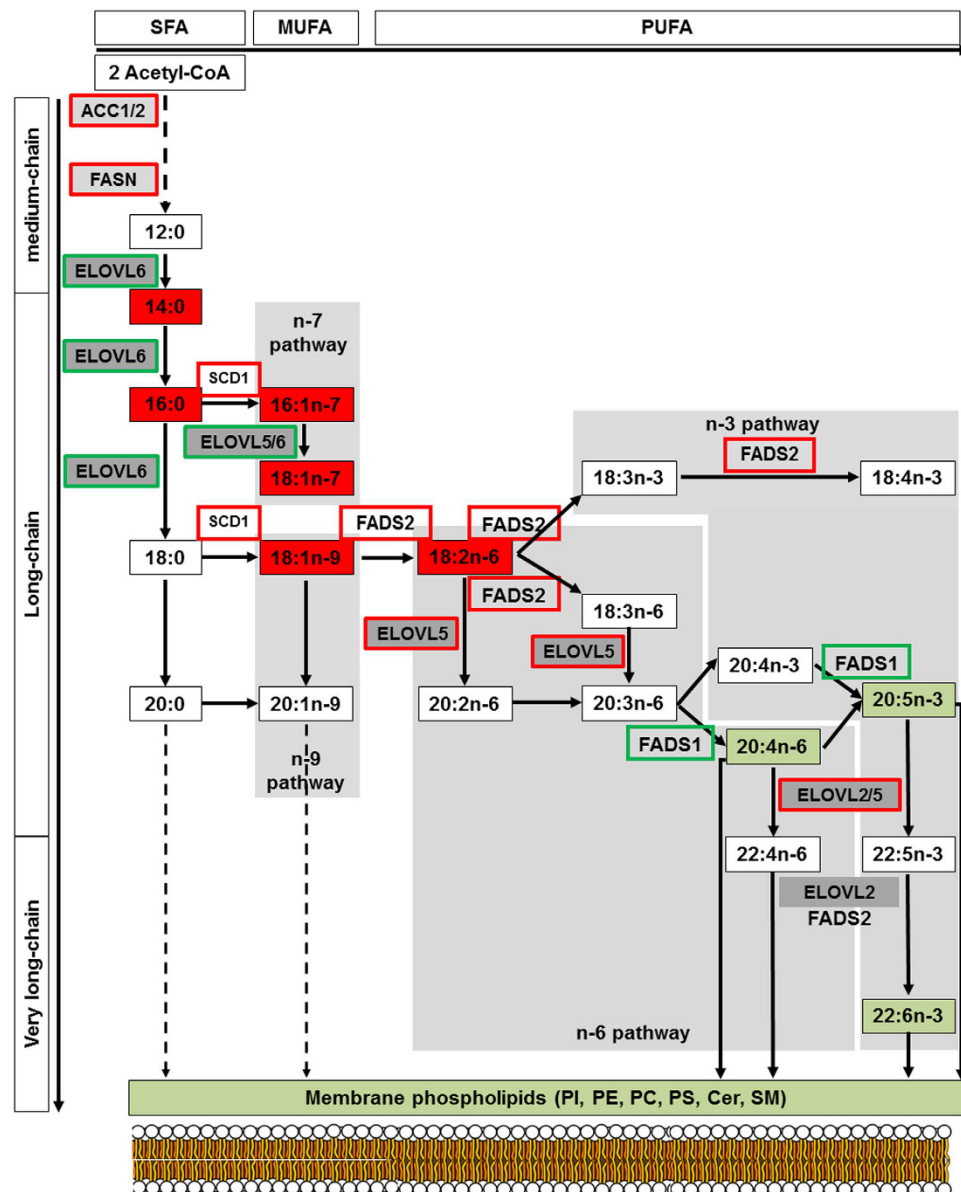 SFA
MUFA
PUFA
2 Acetyl-CoA
medium-chain
ACC1/2
FASN
12:0
ELOVL6
14:0
Long-chain
n-7
pathway
ELOVL6
SCD1
16:0
16:1n-7
ELOVL5/6
n-3 pathway
FADS2
ELOVL6
18:1n-7
18:3n-3
18:4n-3
SCD1
FADS2
FADS2
18:0
18:1n-9
18:2n-6
FADS2
18:3n-6
ELOVL5
ELOVL5
20:4n-3
FADS1
20:0
20:1n-9
20:2n-6
20:3n-6
20:5n-3
FADS1
20:4n-6
n-9
pathway
ELOVL2/5
Very long-chain
22:4n-6
22:5n-3
ELOVL2
FADS2
22:6n-3
n-6 pathway
Membrane phospholipids (PI, PE, PC, PS, Cer, SM)